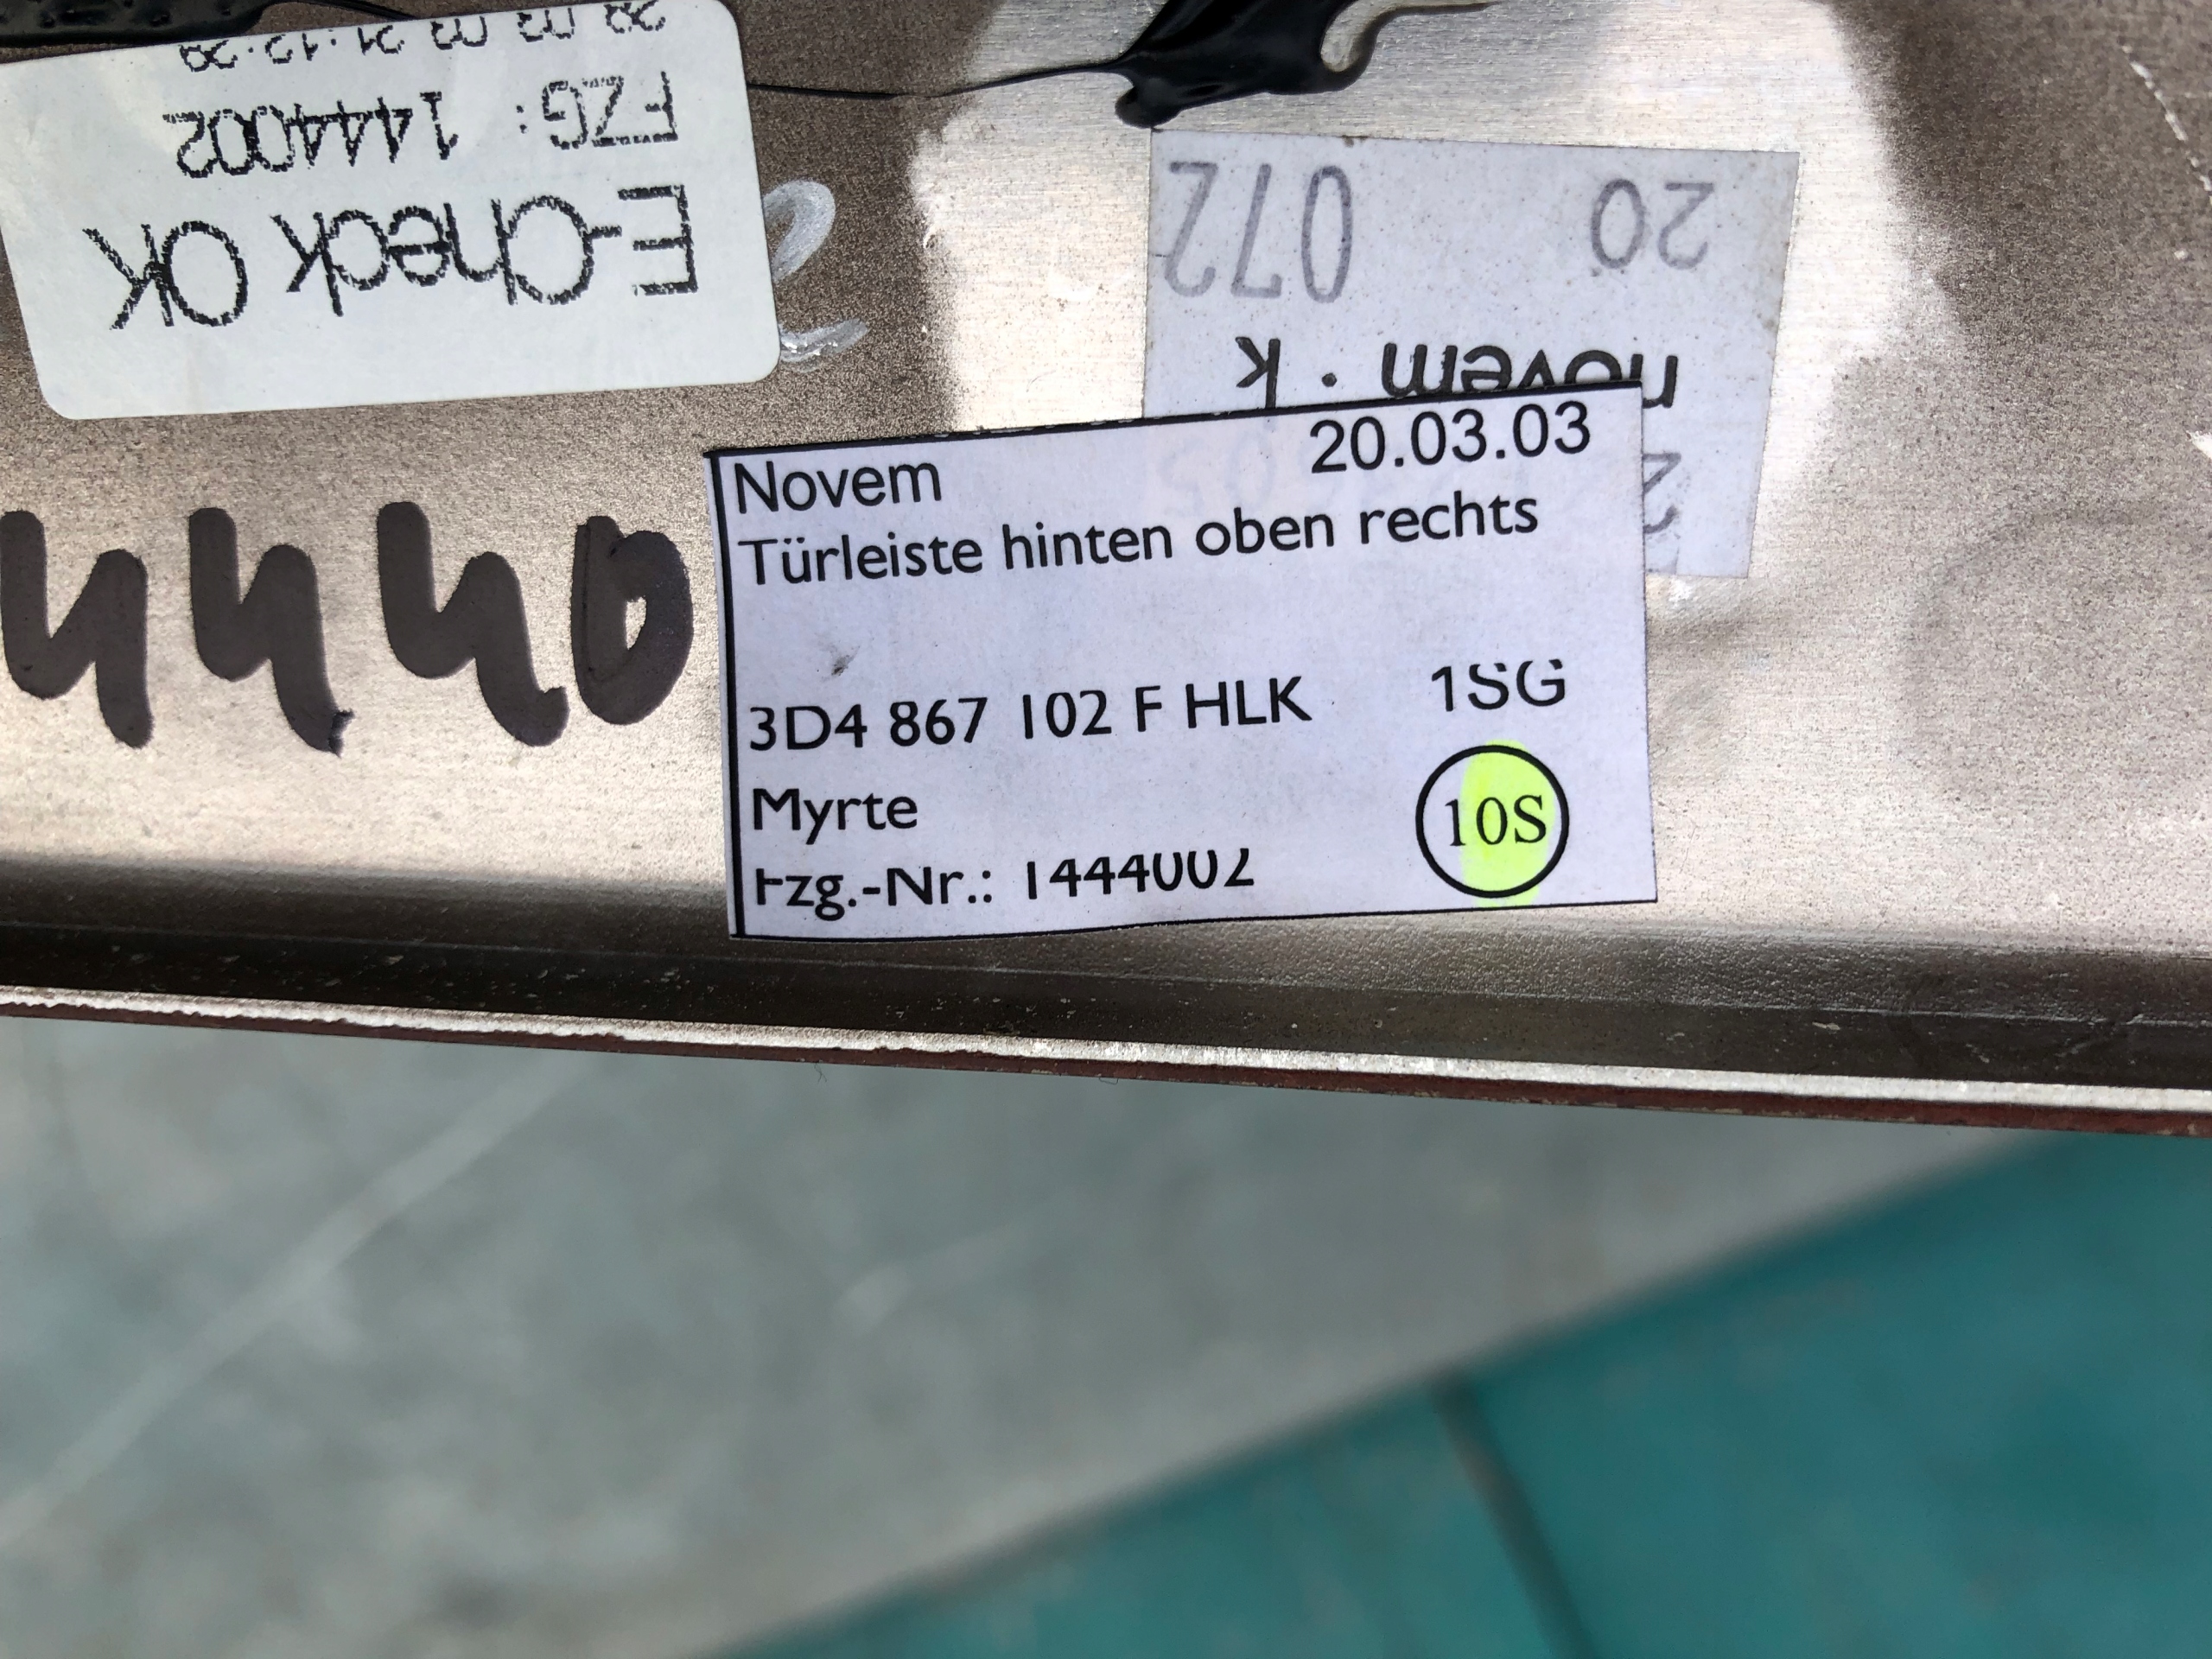 E-Check OK
FZG: 1444002
20 072
novem · k
4440
Novem 20.03.03
Türleiste hinten oben rechts
3D4 867 102 F HLK 1SG
Myrte 10S
Fzg.-Nr.: 1444002